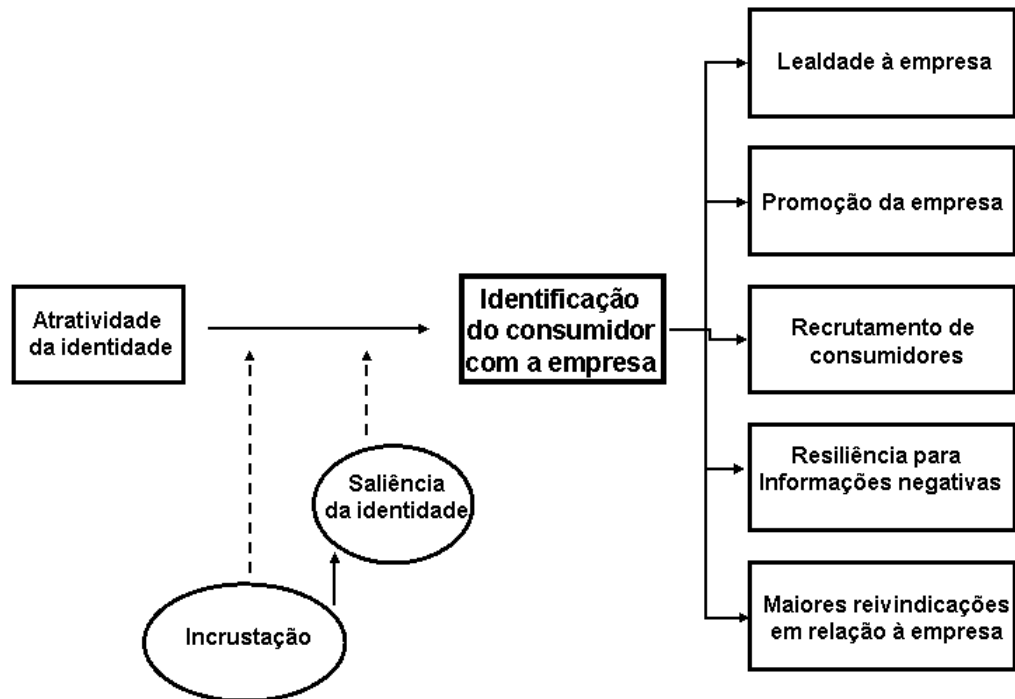 Lealdade à empresa
Promoção da empresa
Atratividade
da identidade
Identificação
do consumidor
com a empresa
Recrutamento de
consumidores
Saliência
da identidade
Resiliência para
Informações negativas
Incrustação
Maiores reivindicações
em relação à empresa